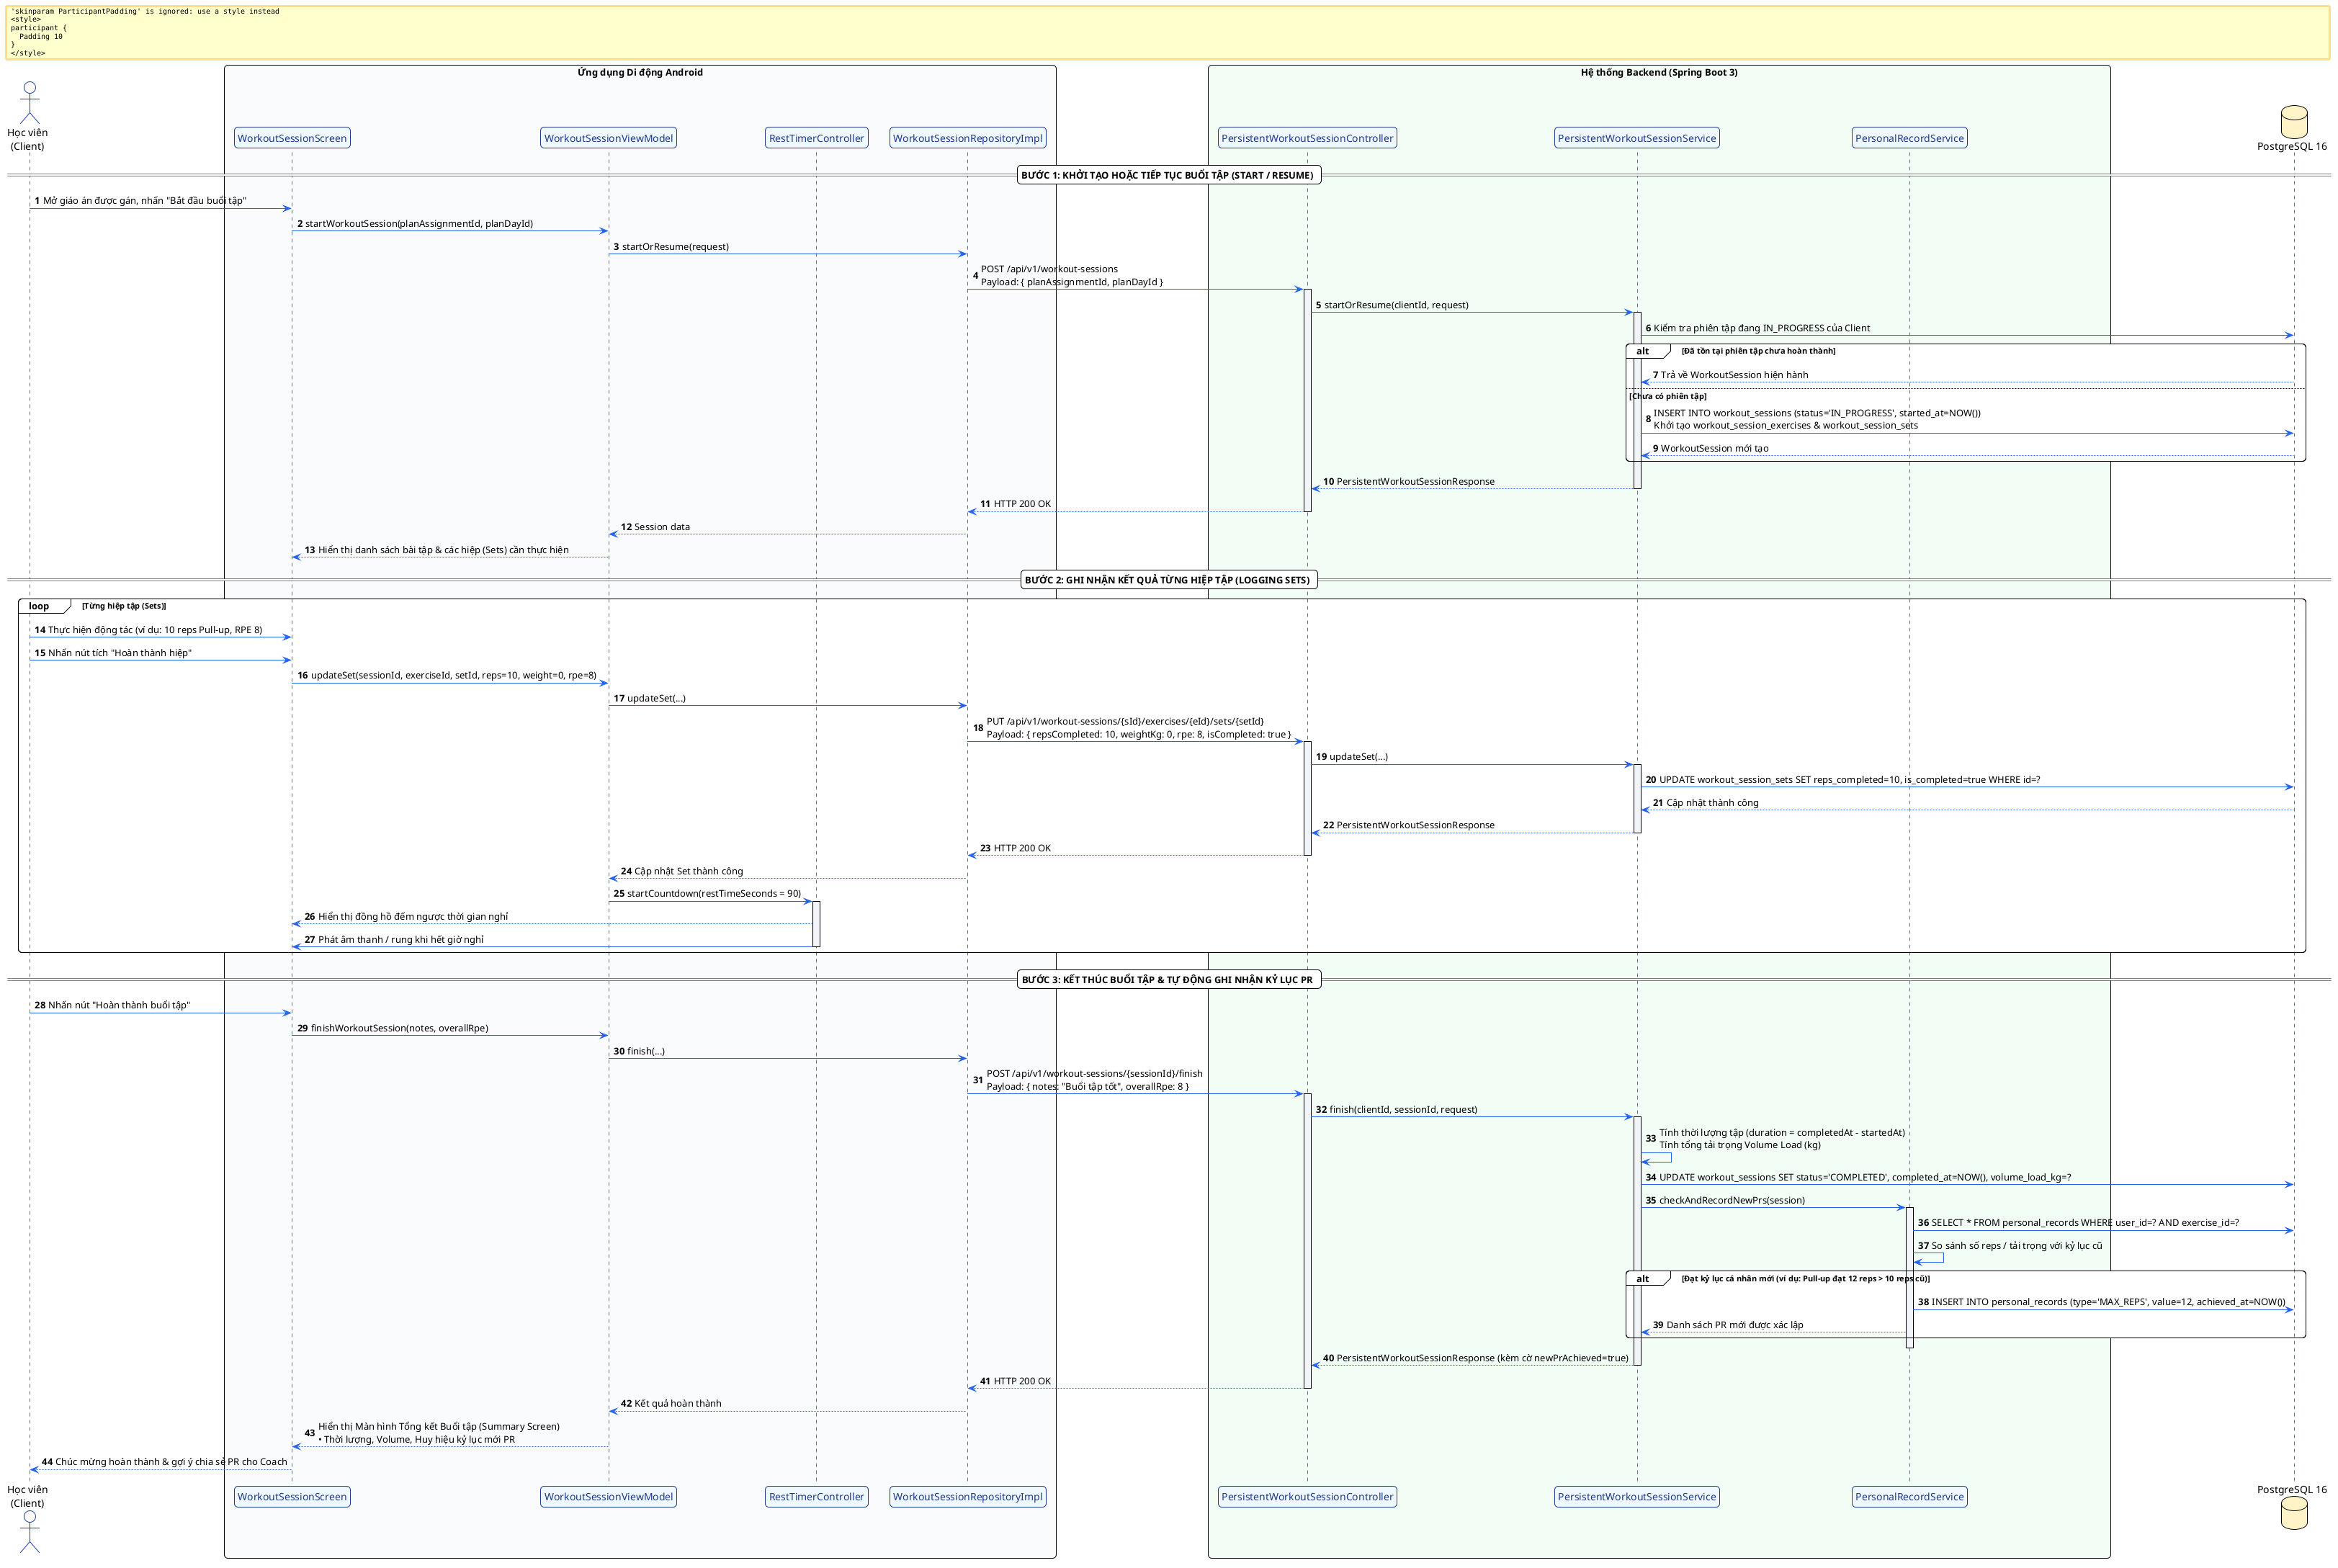 'skinparam ParticipantPadding' is ignored: use a style instead
<style>
participant {
  Padding 10
}
</style>
Ứng dụng Di động Android
Hệ thống Backend (Spring Boot 3)
Học viên
(Client)
WorkoutSessionScreen
WorkoutSessionViewModel
RestTimerController
WorkoutSessionRepositoryImpl
PersistentWorkoutSessionController
PersistentWorkoutSessionService
PersonalRecordService
PostgreSQL 16
BƯỚC 1: KHỞI TẠO HOẶC TIẾP TỤC BUỔI TẬP (START / RESUME)
1 Mở giáo án được gán, nhấn "Bắt đầu buổi tập"
2 startWorkoutSession(planAssignmentId, planDayId)
3 startOrResume(request)
4 POST /api/v1/workout-sessions
Payload: { planAssignmentId, planDayId }
5 startOrResume(clientId, request)
6 Kiểm tra phiên tập đang IN_PROGRESS của Client
alt [Đã tồn tại phiên tập chưa hoàn thành]
7 Trả về WorkoutSession hiện hành
[Chưa có phiên tập]
8 INSERT INTO workout_sessions (status='IN_PROGRESS', started_at=NOW())
Khởi tạo workout_session_exercises & workout_session_sets
9 WorkoutSession mới tạo
10 PersistentWorkoutSessionResponse
11 HTTP 200 OK
12 Session data
13 Hiển thị danh sách bài tập & các hiệp (Sets) cần thực hiện
BƯỚC 2: GHI NHẬN KẾT QUẢ TỪNG HIỆP TẬP (LOGGING SETS)
loop [Từng hiệp tập (Sets)]
14 Thực hiện động tác (ví dụ: 10 reps Pull-up, RPE 8)
15 Nhấn nút tích "Hoàn thành hiệp"
16 updateSet(sessionId, exerciseId, setId, reps=10, weight=0, rpe=8)
17 updateSet(...)
18 PUT /api/v1/workout-sessions/{sId}/exercises/{eId}/sets/{setId}
Payload: { repsCompleted: 10, weightKg: 0, rpe: 8, isCompleted: true }
19 updateSet(...)
20 UPDATE workout_session_sets SET reps_completed=10, is_completed=true WHERE id=?
21 Cập nhật thành công
22 PersistentWorkoutSessionResponse
23 HTTP 200 OK
24 Cập nhật Set thành công
25 startCountdown(restTimeSeconds = 90)
26 Hiển thị đồng hồ đếm ngược thời gian nghỉ
27 Phát âm thanh / rung khi hết giờ nghỉ
BƯỚC 3: KẾT THÚC BUỔI TẬP & TỰ ĐỘNG GHI NHẬN KỶ LỤC PR
28 Nhấn nút "Hoàn thành buổi tập"
29 finishWorkoutSession(notes, overallRpe)
30 finish(...)
31 POST /api/v1/workout-sessions/{sessionId}/finish
Payload: { notes: "Buổi tập tốt", overallRpe: 8 }
32 finish(clientId, sessionId, request)
33 Tính thời lượng tập (duration = completedAt - startedAt)
Tính tổng tải trọng Volume Load (kg)
34 UPDATE workout_sessions SET status='COMPLETED', completed_at=NOW(), volume_load_kg=?
35 checkAndRecordNewPrs(session)
36 SELECT * FROM personal_records WHERE user_id=? AND exercise_id=?
37 So sánh số reps / tải trọng với kỷ lục cũ
alt [Đạt kỷ lục cá nhân mới (ví dụ: Pull-up đạt 12 reps > 10 reps cũ)]
38 INSERT INTO personal_records (type='MAX_REPS', value=12, achieved_at=NOW())
39 Danh sách PR mới được xác lập
40 PersistentWorkoutSessionResponse (kèm cờ newPrAchieved=true)
41 HTTP 200 OK
42 Kết quả hoàn thành
43 Hiển thị Màn hình Tổng kết Buổi tập (Summary Screen)
• Thời lượng, Volume, Huy hiệu kỷ lục mới PR
44 Chúc mừng hoàn thành & gợi ý chia sẻ PR cho Coach
Học viên
(Client)
WorkoutSessionScreen
WorkoutSessionViewModel
RestTimerController
WorkoutSessionRepositoryImpl
PersistentWorkoutSessionController
PersistentWorkoutSessionService
PersonalRecordService
PostgreSQL 16